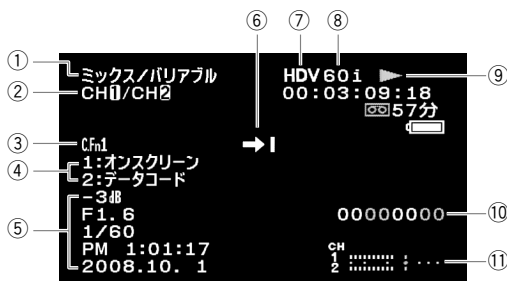 ⑥ ⑦ ⑧
① ミックス/バリアブル HDV 60i ⑨
② CH1/CH2 00:03:09:18
57分
③ C.Fn1
④ 1:オンスクリーン
2:データコード
⑤ -3dB
F1.6 00000000 ⑩
1/60
PM 1:01:17 CH
1 ⑪
2008.10. 1 2